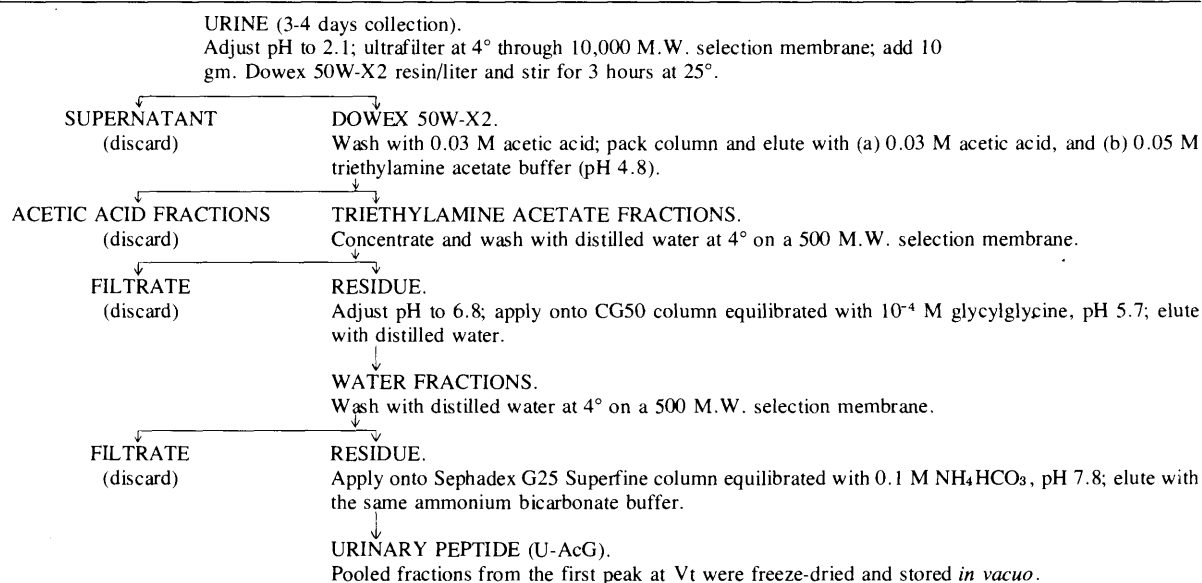 URINE (3-4 days collection).
Adjust pH to 2.1; ultrafilter at 4° through 10,000 M.W. selection membrane; add 10
gm. Dowex 50W-X2 resin/liter and stir for 3 hours at 25°.
SUPERNATANT
(discard)
DOWEX 50W-X2.
Wash with 0.03 M acetic acid; pack column and elute with (a) 0.03 M acetic acid, and (b) 0.05 M
triethylamine acetate buffer (pH 4.8).
ACETIC ACID FRACTIONS
(discard)
TRIETHYLAMINE ACETATE FRACTIONS.
Concentrate and wash with distilled water at 4° on a 500 M.W. selection membrane.
FILTRATE
(discard)
RESIDUE.
Adjust pH to 6.8; apply onto CG50 column equilibrated with 10⁻⁴ M glycylglycine, pH 5.7; elute
with distilled water.
WATER FRACTIONS.
Wash with distilled water at 4° on a 500 M.W. selection membrane.
FILTRATE
(discard)
RESIDUE.
Apply onto Sephadex G25 Superfine column equilibrated with 0.1 M NH₄HCO₃, pH 7.8; elute with
the same ammonium bicarbonate buffer.
URINARY PEPTIDE (U-AcG).
Pooled fractions from the first peak at Vt were freeze-dried and stored in vacuo.